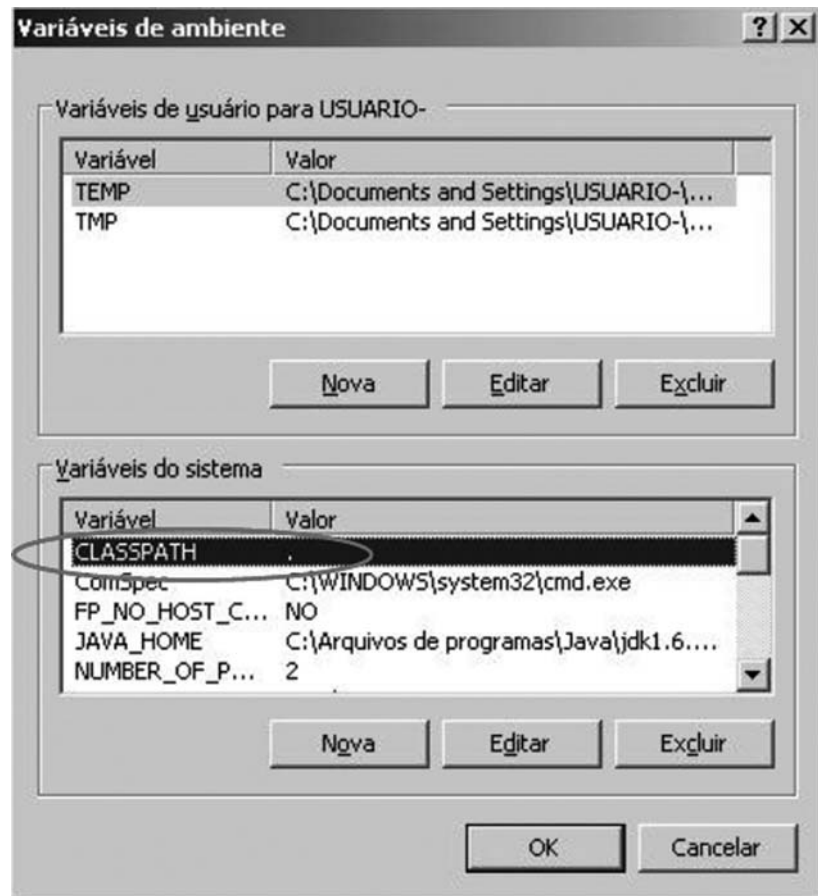 Variáveis de ambiente
Variáveis de usuário para USUARIO-
Variável Valor
TEMP C:\Documents and Settings\USUARIO-\...
TMP C:\Documents and Settings\USUARIO-\...
Nova Editar Excluir
Variáveis do sistema
Variável Valor
CLASSPATH .
ComSpec C:\WINDOWS\system32\cmd.exe
FP_NO_HOST_C... NO
JAVA_HOME C:\Arquivos de programas\Java\jdk1.6....
NUMBER_OF_P... 2
Nova Editar Excluir
OK Cancelar